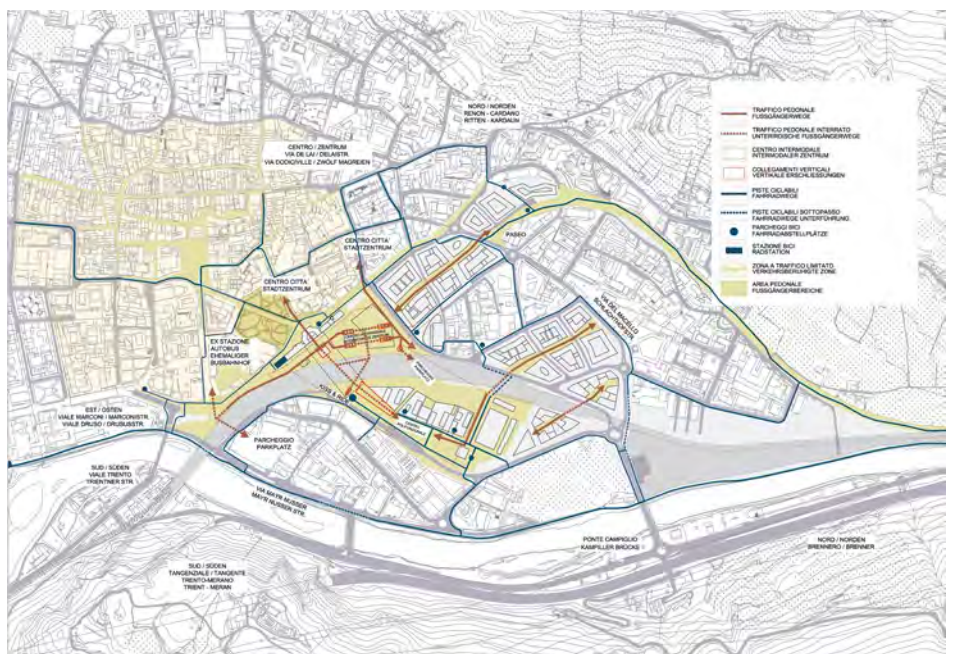 NORD / NORDEN
RENON - CARDANO
RITTEN - KARDAUN
CENTRO / ZENTRUM
VIA DE LAI / DELAISTR.
VIA DODICIVILLE / ZWÖLF MAGREIEN
TRAFFICO PEDONALE
FUSSGÄNGERWEGE
TRAFFICO PEDONALE INTERRATO
UNTERIRDISCHE FUSSGÄNGERWEGE
CENTRO INTERMODALE
INTERMODALER ZENTRUM
COLLEGAMENTI VERTICALI
VERTIKALE ERSCHLIESSUNGEN
PISTE CICLABILI
FAHRRADWEGE
PISTE CICLABILI SOTTOPASSO
FAHRRADWEGE UNTERFÜHRUNG
PARCHEGGI BICI
FAHRRADABSTELLPLÄTZE
STAZIONE BICI
RADSTATION
ZONA A TRAFFICO LIMITATO
VERKEHRSBERUHIGTE ZONE
AREA PEDONALE
FUSSGÄNGERBEREICHE
PASEO
CENTRO CITTA'
STADTZENTRUM
CENTRO CITTA
STADTZENTRUM
VIA DEL MACELLO
SCHLACHTHOFSTR.
EX STAZIONE
AUTOBUS
EHEMALIGER
BUSBAHNHOF
KISS & RIDE
EST / OSTEN
VIALE MARCONI / MARCONISTR.
VIALE DRUSO / DRUSUSSTR.
PARCHEGGIO
PARKPLATZ
SUD / SÜDEN
VIALE TRENTO
TRIENTNER STR.
VIA MAYR-NUSSER
MAYR NUSSER STR.
PONTE CAMPIGLIO
KAMPILLER BRÜCKE
NORD / NORDEN
BRENNERO / BRENNER
SUD / SÜDEN
TANGENZIALE / TANGENTE
TRENTO-MERANO
TRIENT - MERAN